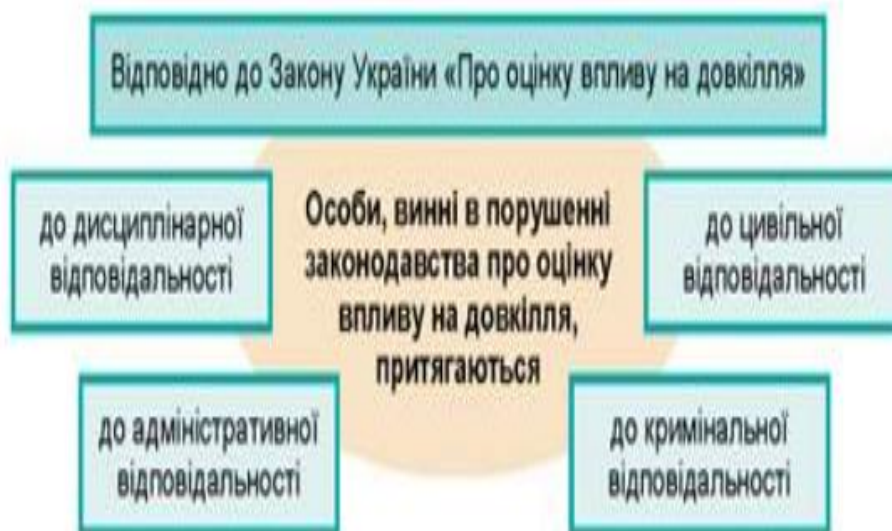 Відповідно до Закону України «Про оцінку впливу на довкілля»
Особи, винні в порушенні
законодавства про оцінку
впливу на довкілля,
притягаються
до дисциплінарної
відповідальності
до цивільної
відповідальності
до адміністративної
відповідальності
до кримінальної
відповідальності